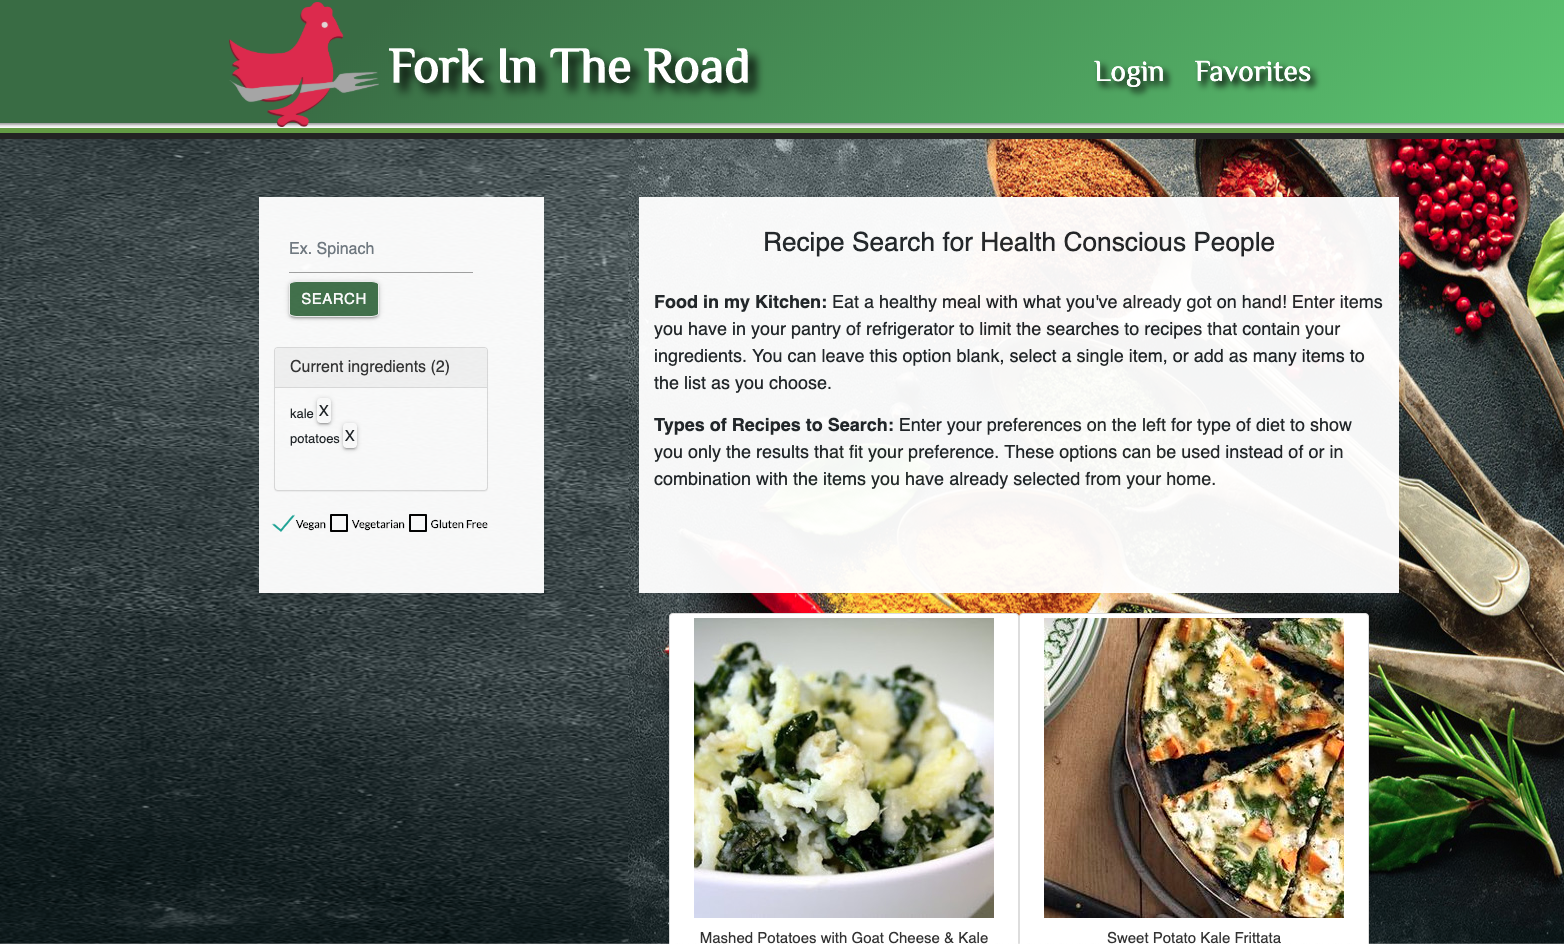 Fork In The Road
Login
Favorites
Ex. Spinach
SEARCH
Current ingredients (2)
kale X
potatoes X
Vegan Vegetarian Gluten Free
Recipe Search for Health Conscious People
Food in my Kitchen: Eat a healthy meal with what you've already got on hand! Enter items
you have in your pantry of refrigerator to limit the searches to recipes that contain your
ingredients. You can leave this option blank, select a single item, or add as many items to
the list as you choose.
Types of Recipes to Search: Enter your preferences on the left for type of diet to show
you only the results that fit your preference. These options can be used instead of or in
combination with the items you have already selected from your home.
Mashed Potatoes with Goat Cheese & Kale
Sweet Potato Kale Frittata